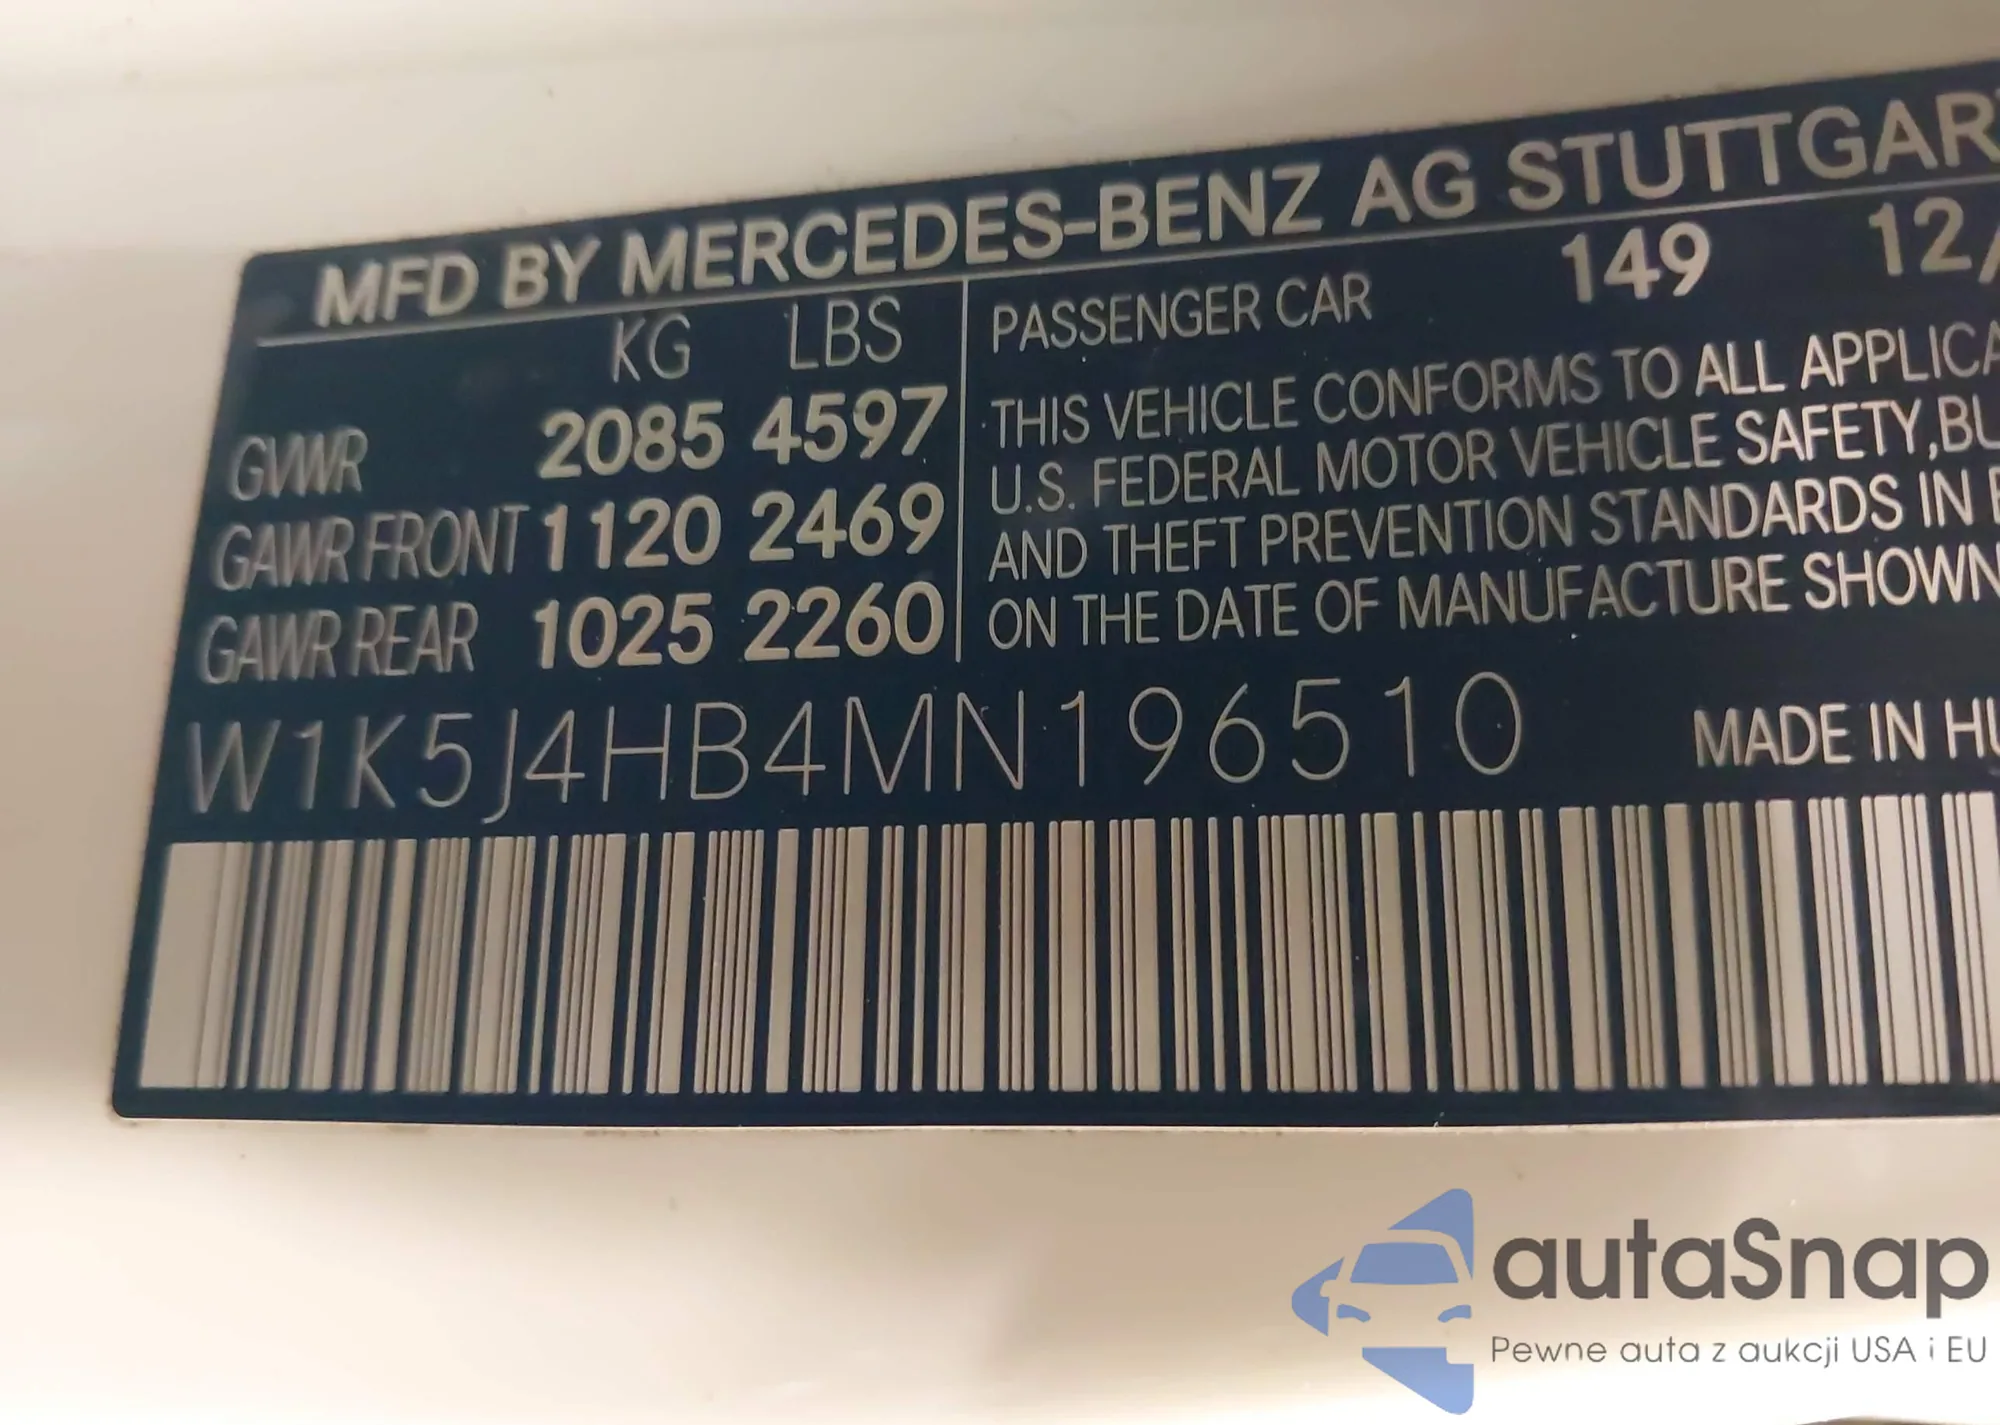 MFD BY MERCEDES-BENZ AG STUTTGAR
KG LBS
GVWR 2085 4597
GAWR FRONT 1120 2469
GAWR REAR 1025 2260
PASSENGER CAR 149 12/
THIS VEHICLE CONFORMS TO ALL APPLICA
U.S. FEDERAL MOTOR VEHICLE SAFETY,BU
AND THEFT PREVENTION STANDARDS IN E
ON THE DATE OF MANUFACTURE SHOWN
W1K5J4HB4MN196510
MADE IN HU
autaSnap
Pewne auta z aukcji USA i EU